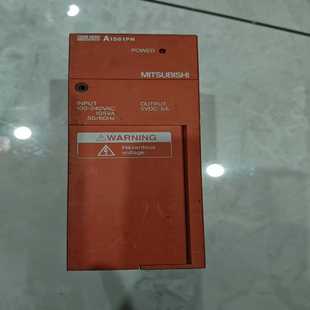 A1S61PN
POWER
MITSUBISHI
INPUT
100-240VAC
105VA
50/60Hz
OUTPUT
5VDC 5A
WARNING
Hazardous
voltage.